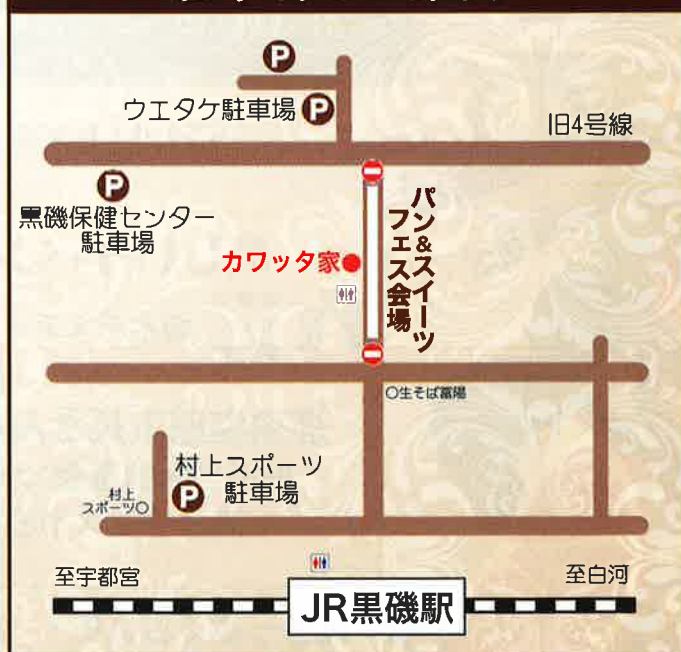 P
ウエタケ駐車場 P
旧4号線
P
黒磯保健センター
駐車場
パン&スイーツ
フェス会場
カワッタ家
○生そば富陽
村上スポーツ
P 駐車場
村上
スポーツ○
至宇都宮
至白河
JR黒磯駅